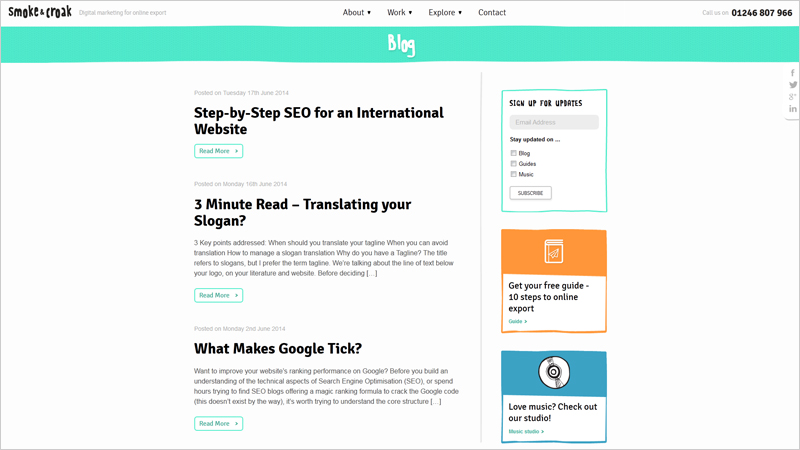 smoke & croak
Digital marketing for online export
About ▾ Work ▾ Explore ▾ Contact
Call us on 01246 807 966
Blog
Posted on Tuesday 17th June 2014
Step-by-Step SEO for an International
Website
Read More >
Posted on Monday 16th June 2014
3 Minute Read – Translating your
Slogan?
3 Key points addressed: When should you translate your tagline When you can avoid
translation How to manage a slogan translation Why do you have a Tagline? The title
refers to slogans, but I prefer the term tagline. We're talking about the line of text below
your logo, on your literature and website. Before deciding [...]
Read More >
Posted on Monday 2nd June 2014
What Makes Google Tick?
Want to improve your website's ranking performance on Google? Before you build an
understanding of the technical aspects of Search Engine Optimisation (SEO), or spend
hours trying to find SEO blogs offering a magic ranking formula to crack the Google code
(this doesn't exist by the way), it's worth trying to understand the core structure [...]
Read More >
SIGN UP FOR UPDATES
Email Address
Stay updated on ...
Blog
Guides
Music
SUBSCRIBE
Get your free guide -
10 steps to online
export
Guide >
Love music? Check out
our studio!
Music studio >